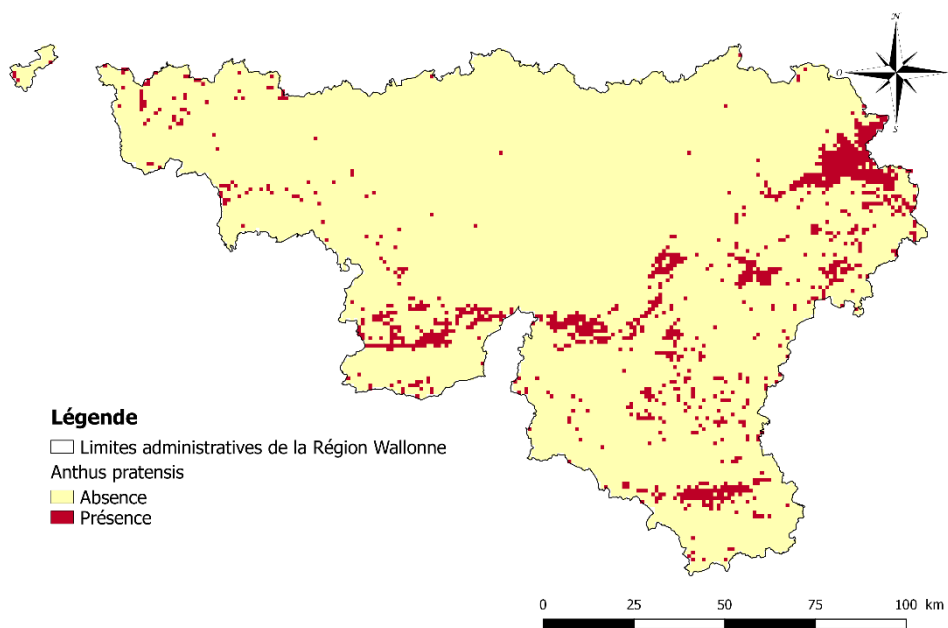 N
O
S
Légende
Limites administratives de la Région Wallonne
Anthus pratensis
Absence
Présence
0 25 50 75 100 km